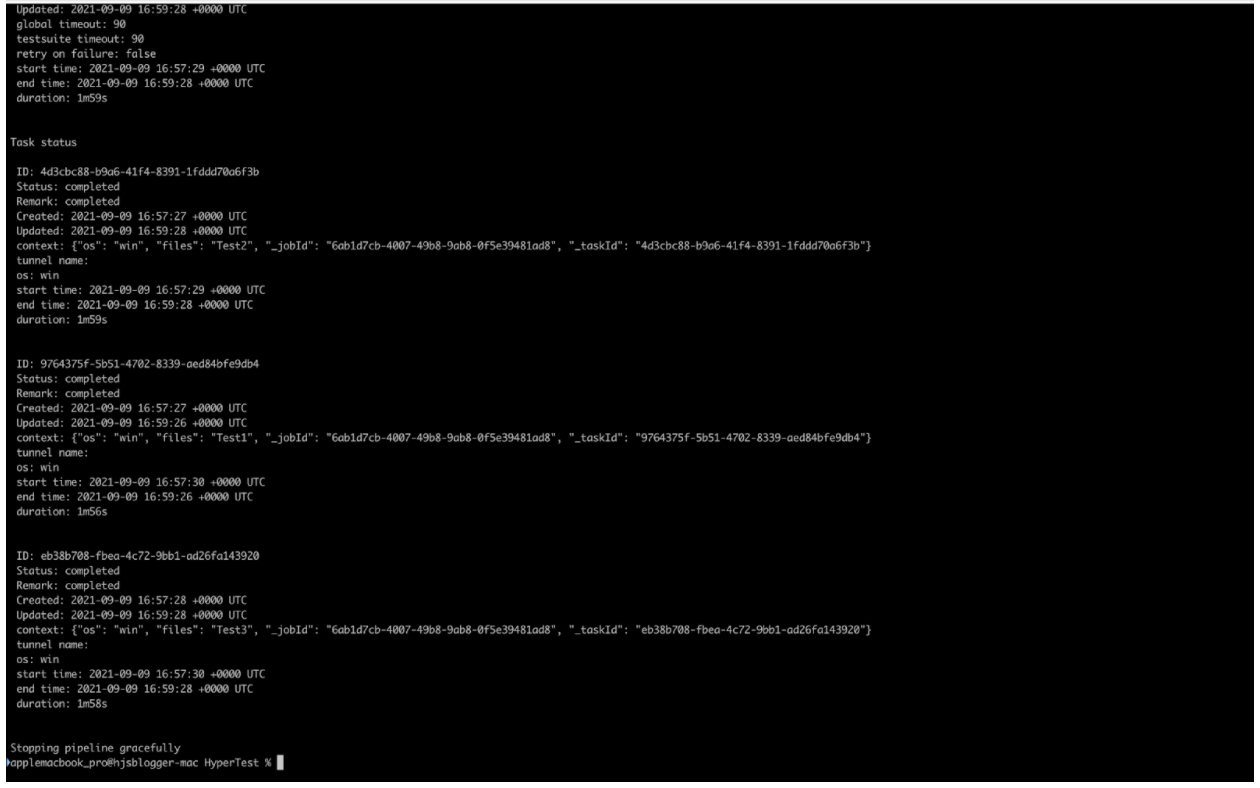 Updated: 2021-09-09 16:59:28 +0000 UTC
global timeout: 90
testsuite timeout: 90
retry on failure: false
start time: 2021-09-09 16:57:29 +0000 UTC
end time: 2021-09-09 16:59:28 +0000 UTC
duration: 1m59s
Task status
ID: 4d3cbc88-b9a6-41f4-8391-1fddd70a6f3b
Status: completed
Remark: completed
Created: 2021-09-09 16:57:27 +0000 UTC
Updated: 2021-09-09 16:59:28 +0000 UTC
context: {"os": "win", "files": "Test2", "_jobId": "6ab1d7cb-4007-49b8-9ab8-0f5e39481ad8", "_taskId": "4d3cbc88-b9a6-41f4-8391-1fddd70a6f3b"}
tunnel name:
os: win
start time: 2021-09-09 16:57:29 +0000 UTC
end time: 2021-09-09 16:59:28 +0000 UTC
duration: 1m59s
ID: 9764375f-5b51-4702-8339-aed84bfe9db4
Status: completed
Remark: completed
Created: 2021-09-09 16:57:27 +0000 UTC
Updated: 2021-09-09 16:59:26 +0000 UTC
context: {"os": "win", "files": "Test1", "_jobId": "6ab1d7cb-4007-49b8-9ab8-0f5e39481ad8", "_taskId": "9764375f-5b51-4702-8339-aed84bfe9db4"}
tunnel name:
os: win
start time: 2021-09-09 16:57:30 +0000 UTC
end time: 2021-09-09 16:59:26 +0000 UTC
duration: 1m56s
ID: eb38b708-fbea-4c72-9bb1-ad26fa143920
Status: completed
Remark: completed
Created: 2021-09-09 16:57:28 +0000 UTC
Updated: 2021-09-09 16:59:28 +0000 UTC
context: {"os": "win", "files": "Test3", "_jobId": "6ab1d7cb-4007-49b8-9ab8-0f5e39481ad8", "_taskId": "eb38b708-fbea-4c72-9bb1-ad26fa143920"}
tunnel name:
os: win
start time: 2021-09-09 16:57:30 +0000 UTC
end time: 2021-09-09 16:59:28 +0000 UTC
duration: 1m58s
Stopping pipeline gracefully
applemacbook_pro@hjsblogger-mac HyperTest %